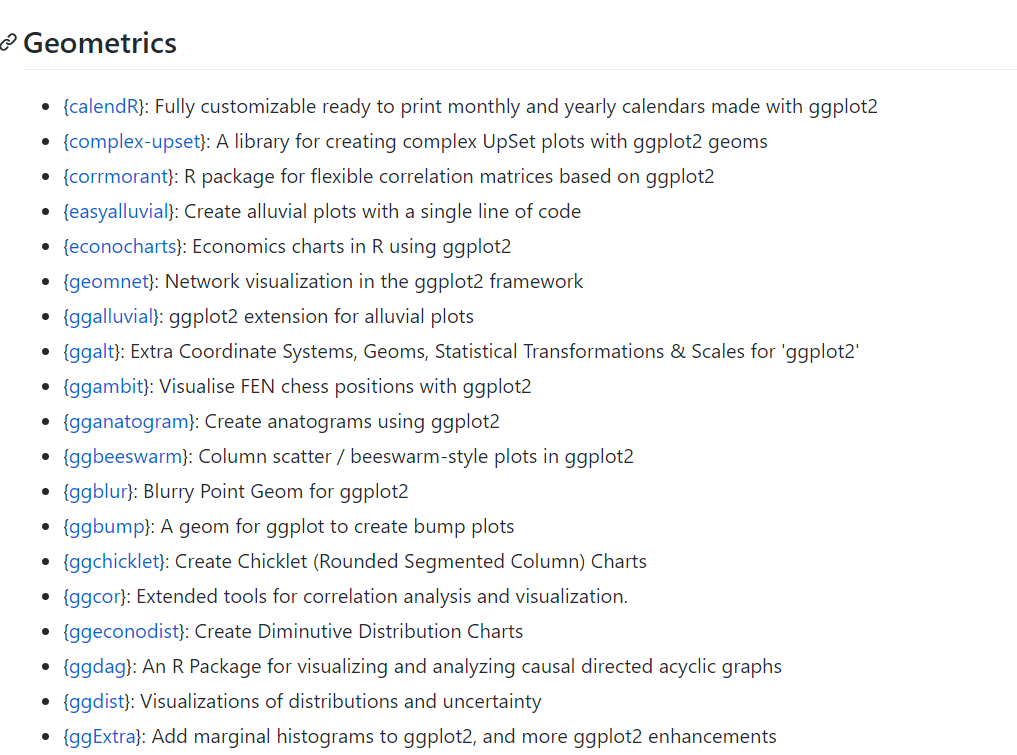 Geometrics
{calendR}: Fully customizable ready to print monthly and yearly calendars made with ggplot2
{complex-upset}: A library for creating complex UpSet plots with ggplot2 geoms
{corrmorant}: R package for flexible correlation matrices based on ggplot2
{easyalluvial}: Create alluvial plots with a single line of code
{econocharts}: Economics charts in R using ggplot2
{geomnet}: Network visualization in the ggplot2 framework
{ggalluvial}: ggplot2 extension for alluvial plots
{ggalt}: Extra Coordinate Systems, Geoms, Statistical Transformations & Scales for 'ggplot2'
{ggambit}: Visualise FEN chess positions with ggplot2
{gganatogram}: Create anatograms using ggplot2
{ggbeeswarm}: Column scatter / beeswarm-style plots in ggplot2
{ggblur}: Blurry Point Geom for ggplot2
{ggbump}: A geom for ggplot to create bump plots
{ggchicklet}: Create Chicklet (Rounded Segmented Column) Charts
{ggcor}: Extended tools for correlation analysis and visualization.
{ggeconodist}: Create Diminutive Distribution Charts
{ggdag}: An R Package for visualizing and analyzing causal directed acyclic graphs
{ggdist}: Visualizations of distributions and uncertainty
{ggExtra}: Add marginal histograms to ggplot2, and more ggplot2 enhancements